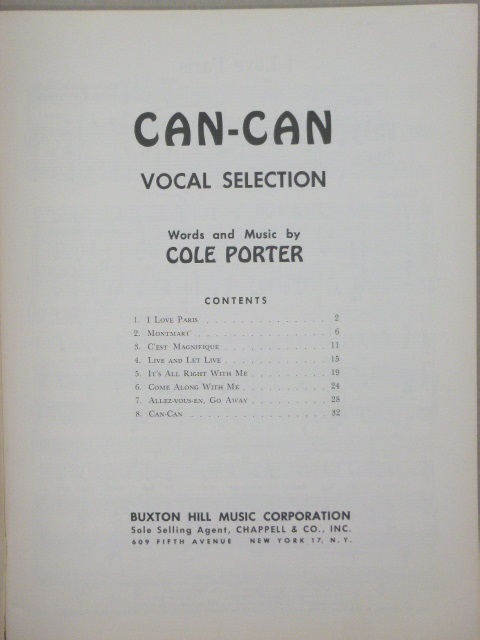 CAN-CAN
VOCAL SELECTION
Words and Music by
COLE PORTER
CONTENTS
1. I Love Paris . . . . . . . . . . . . . . . 2
2. Montmart' . . . . . . . . . . . . . . . 6
3. C'est Magnifique . . . . . . . . . . . . 11
4. Live and Let Live . . . . . . . . . . . . 15
5. It's All Right With Me . . . . . . . . . 19
6. Come Along With Me . . . . . . . . . . 24
7. Allez-vous-en, Go Away . . . . . . . . . 28
8. Can-Can . . . . . . . . . . . . . . . . 32
BUXTON HILL MUSIC CORPORATION
Sole Selling Agent, CHAPPELL & CO., INC.
609 FIFTH AVENUE NEW YORK 17, N. Y.